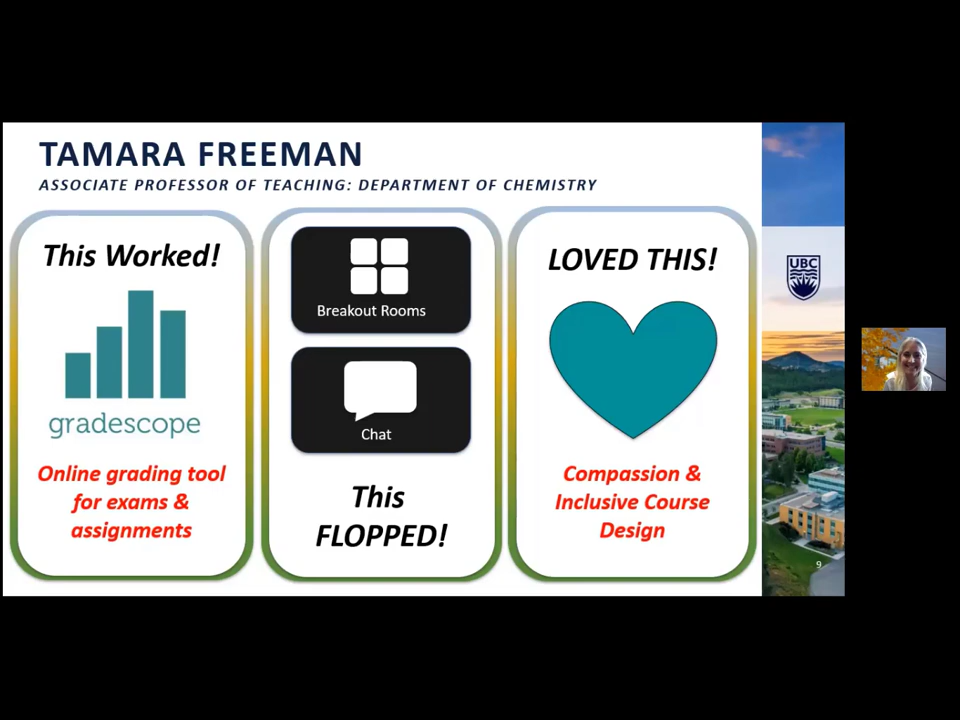 TAMARA FREEMAN
ASSOCIATE PROFESSOR OF TEACHING: DEPARTMENT OF CHEMISTRY
This Worked!
gradescope
Online grading tool
for exams &
assignments
Breakout Rooms
Chat
This
FLOPPED!
LOVED THIS!
Compassion &
Inclusive Course
Design
UBC
9